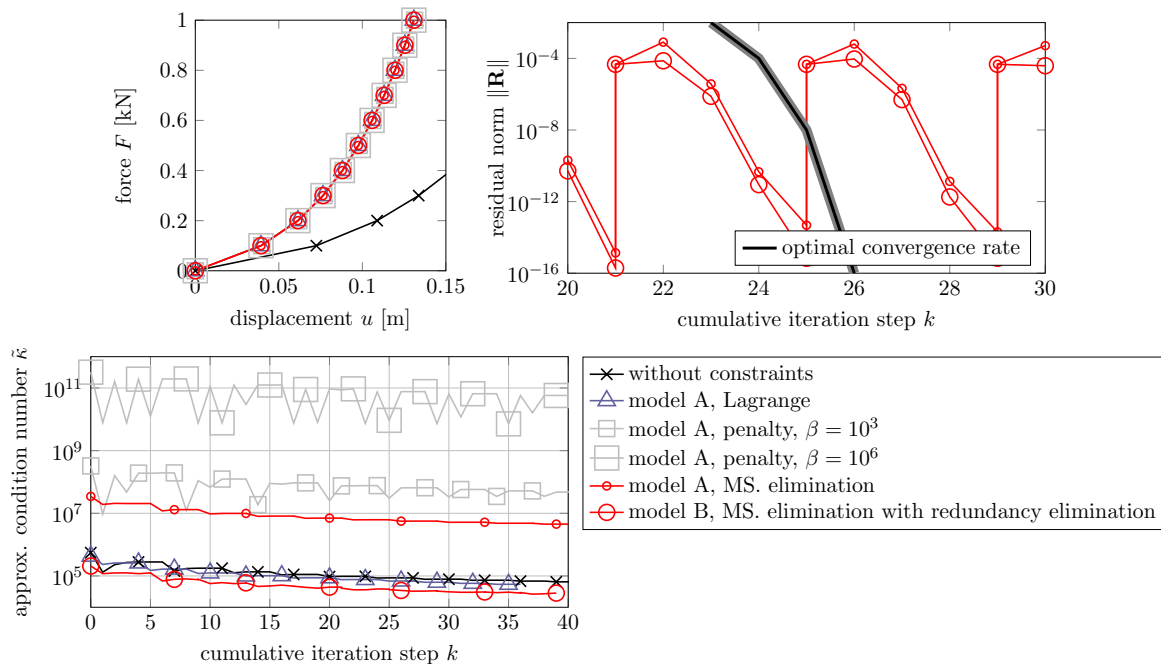 1
0.8
0.6
0.4
0.2
0
force F [kN]
0 0.05 0.1 0.15
displacement u [m]
10^−4
10^−8
10^−12
10^−16
residual norm ‖R‖
optimal convergence rate
20 22 24 26 28 30
cumulative iteration step k
10^11
10^9
10^7
10^5
approx. condition number κ̃
0 5 10 15 20 25 30 35 40
cumulative iteration step k
without constraints
model A, Lagrange
model A, penalty, β = 10^3
model A, penalty, β = 10^6
model A, MS. elimination
model B, MS. elimination with redundancy elimination